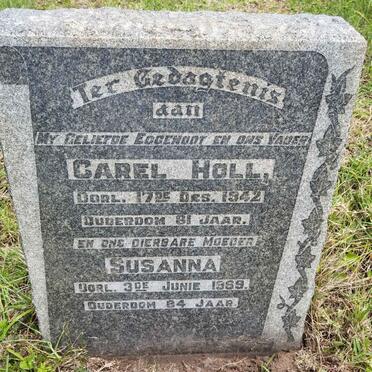 Ter Gedagtenis
aan
MY GELIEFDE EGGENOOT EN ONS VADER
CAREL HOLL,
OORL. 17DE DES. 1942
OUDERDOM 81 JAAR.
EN ONS DIERBARE MOEDER
SUSANNA
OORL. 3DE JUNIE 1969.
OUDERDOM 84 JAAR.